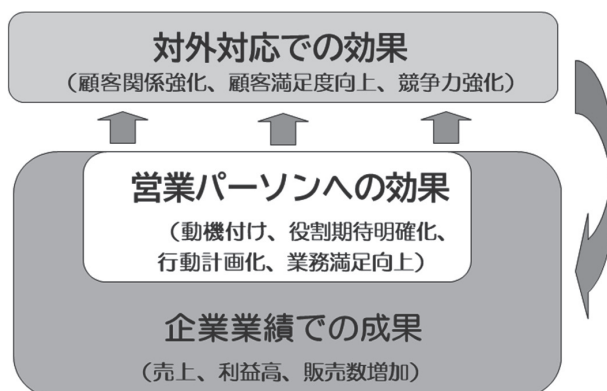 対外対応での効果
（顧客関係強化、顧客満足度向上、競争力強化）
営業パーソンへの効果
（動機付け、役割期待明確化、
行動計画化、業務満足向上）
企業業績での成果
（売上、利益高、販売数増加）